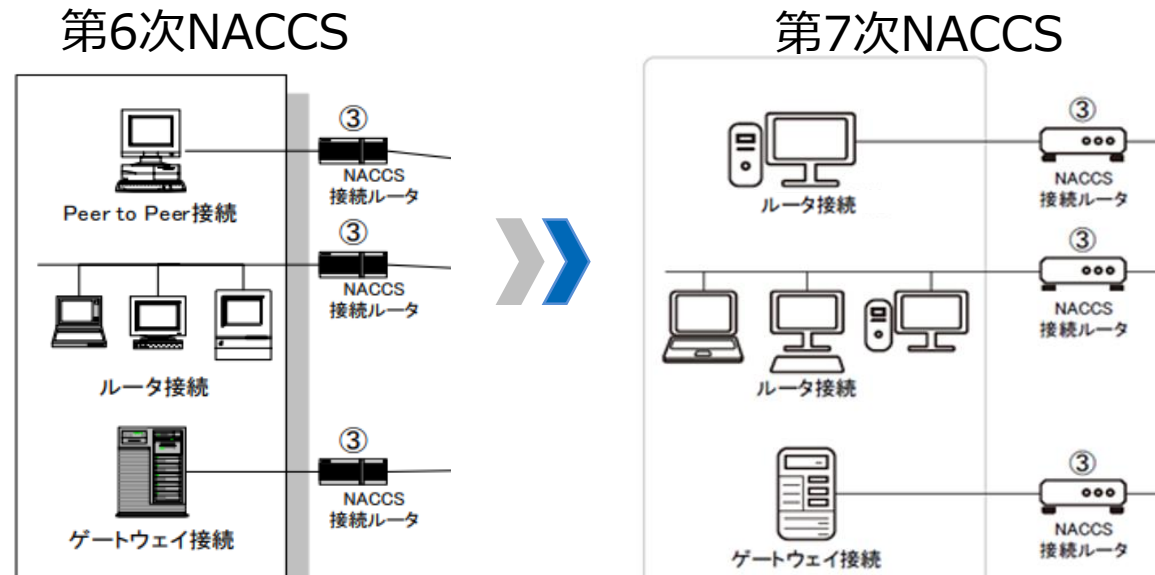 第6次NACCS
③
NACCS
接続ルータ
Peer to Peer接続
③
NACCS
接続ルータ
ルータ接続
③
NACCS
接続ルータ
ゲートウェイ接続
第7次NACCS
③
NACCS
接続ルータ
ルータ接続
③
NACCS
接続ルータ
ルータ接続
③
NACCS
接続ルータ
ゲートウェイ接続